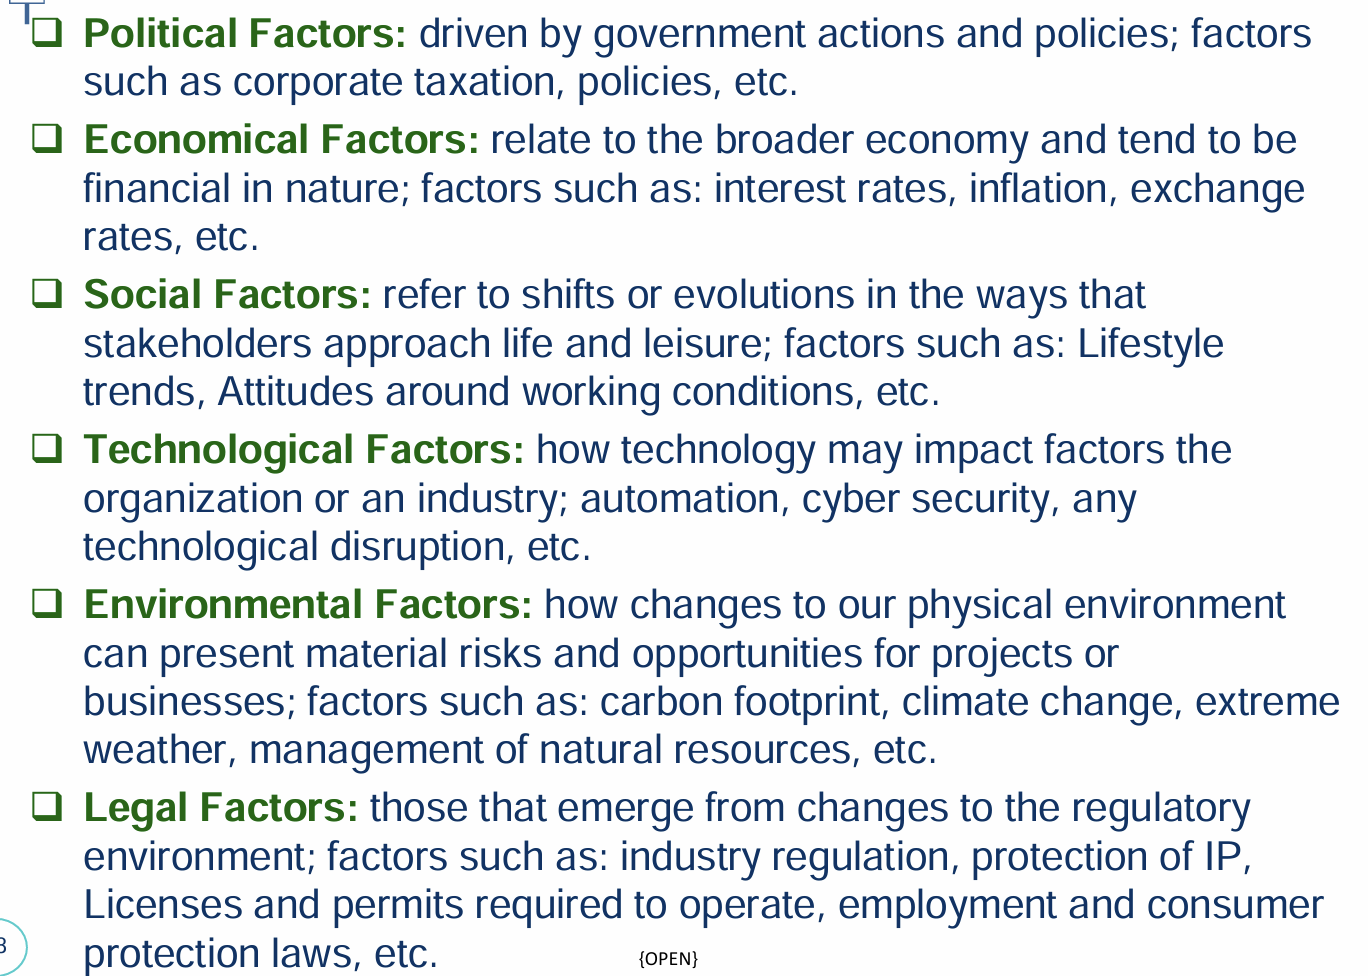 ❑ Political Factors: driven by government actions and policies; factors
such as corporate taxation, policies, etc.
❑ Economical Factors: relate to the broader economy and tend to be
financial in nature; factors such as: interest rates, inflation, exchange
rates, etc.
❑ Social Factors: refer to shifts or evolutions in the ways that
stakeholders approach life and leisure; factors such as: Lifestyle
trends, Attitudes around working conditions, etc.
❑ Technological Factors: how technology may impact factors the
organization or an industry; automation, cyber security, any
technological disruption, etc.
❑ Environmental Factors: how changes to our physical environment
can present material risks and opportunities for projects or
businesses; factors such as: carbon footprint, climate change, extreme
weather, management of natural resources, etc.
❑ Legal Factors: those that emerge from changes to the regulatory
environment; factors such as: industry regulation, protection of IP,
Licenses and permits required to operate, employment and consumer
protection laws, etc.
{OPEN}